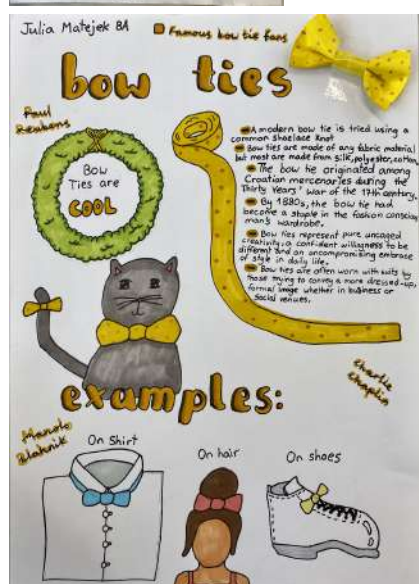 Julia Matejek 8A
Famous bow tie fans
bow ties
Paul
Reubens
Bow
Ties are
COOL
A modern bow tie is tried using a
common shoelace knot
Bow ties are made of any fabric material
but most are made from silk, polyester, cotton
The bow tie originated among
Croatian mercenaries during the
Thirty Years' War of the 17th century.
By 1880s, the bow tie had
become a staple in the fashion conscious
man's wardrobe.
Bow ties represent pure uncaged
creativity, a confident willingness to be
different and an uncompromising embrace
of style in daily life.
Bow ties are often worn with suits by
those trying to convey a more dressed-up,
formal image whether in business or
social venues.
Charlie
Chaplin
examples:
Manolo
Blahnik
On shirt
On hair
On shoes